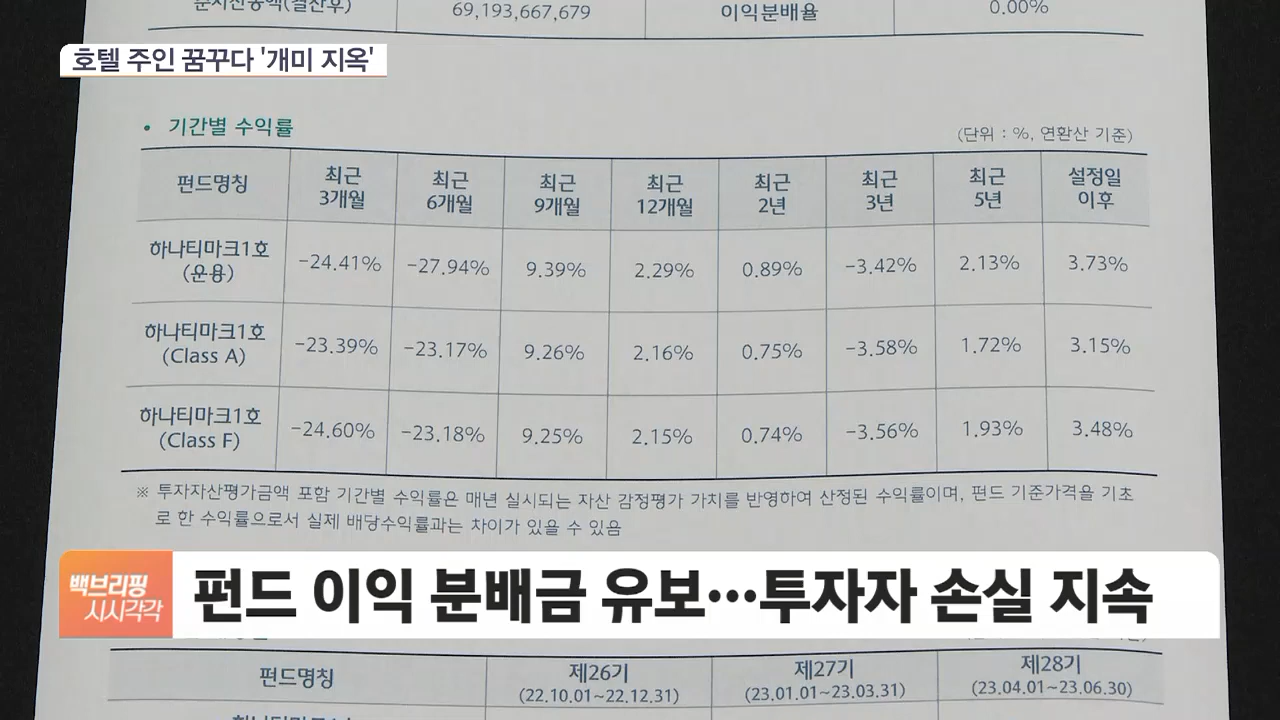 순자산총액(결산후) 69,193,667,679 이익분배율 0.00%
호텔 주인 꿈꾸다 '개미 지옥'
• 기간별 수익률
(단위 : %, 연환산 기준)
펀드명칭 최근 3개월 최근 6개월 최근 9개월 최근 12개월 최근 2년 최근 3년 최근 5년 설정일 이후
하나티마크1호 (운용) -24.41% -27.94% 9.39% 2.29% 0.89% -3.42% 2.13% 3.73%
하나티마크1호 (Class A) -23.39% -23.17% 9.26% 2.16% 0.75% -3.58% 1.72% 3.15%
하나티마크1호 (Class F) -24.60% -23.18% 9.25% 2.15% 0.74% -3.56% 1.93% 3.48%
※ 투자자산평가금액 포함 기간별 수익률은 매년 실시되는 자산 감정평가 가치를 반영하여 산정된 수익률이며, 펀드 기준가격을 기초
로 한 수익률으로서 실제 배당수익률과는 차이가 있을 수 있음
백브리핑
시시각각
펀드 이익 분배금 유보…투자자 손실 지속
펀드명칭 제26기 제27기 제28기
(22.10.01~22.12.31) (23.01.01~23.03.31) (23.04.01~23.06.30)